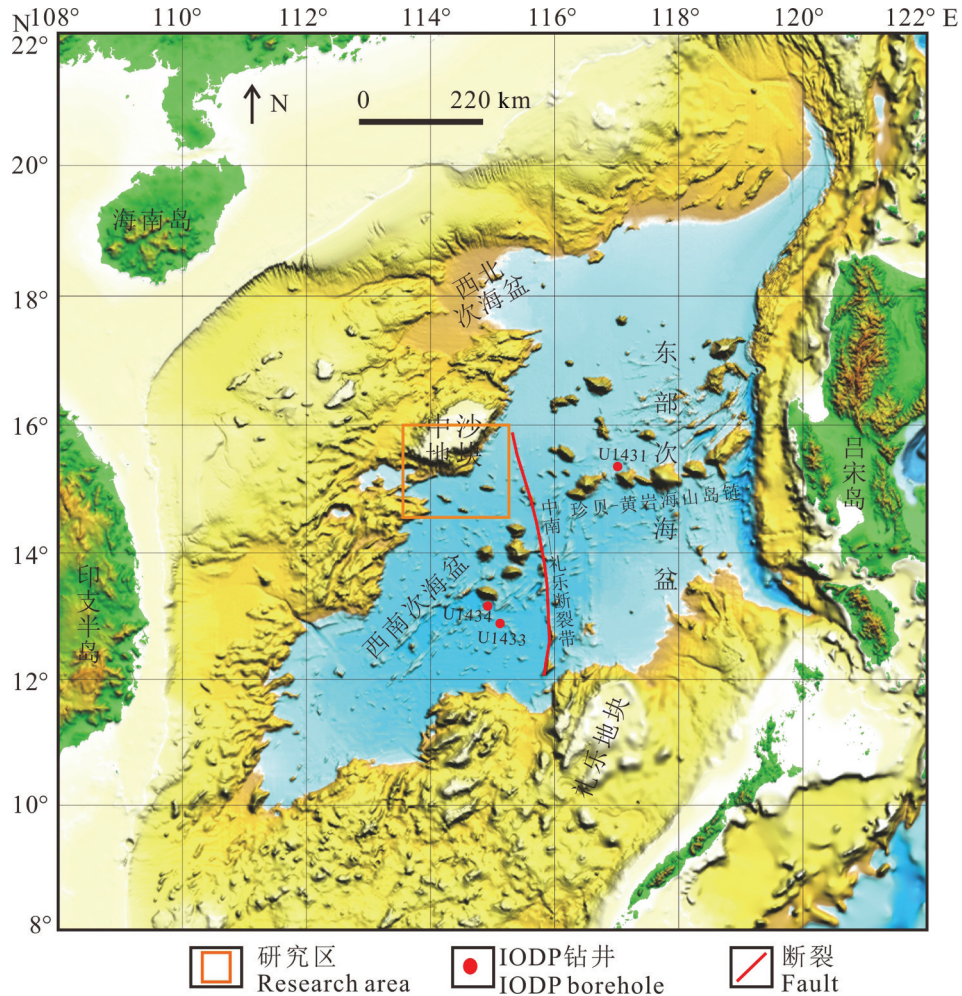 108° 110° 112° 114° 116° 118° 120° 122° E
N
22°
20°
18°
16°
14°
12°
10°
8°
N
0 220 km
海南岛
西北
次海盆
东部次海盆
中沙
地块
U1431
珍贝-黄岩海山岛链
吕宋岛
中南-礼乐断裂带
印支半岛
西南次海盆
U1434
U1433
礼乐地块
研究区
Research area
IODP钻井
IODP borehole
断裂
Fault